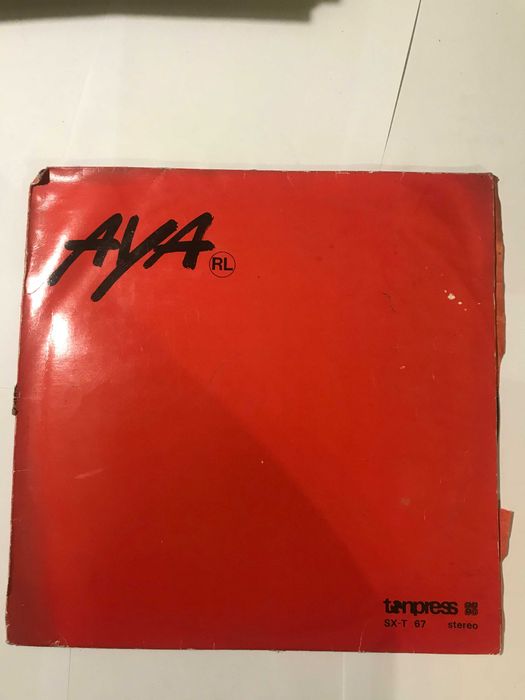 AYA RL
tonpress
SX-T 67 stereo